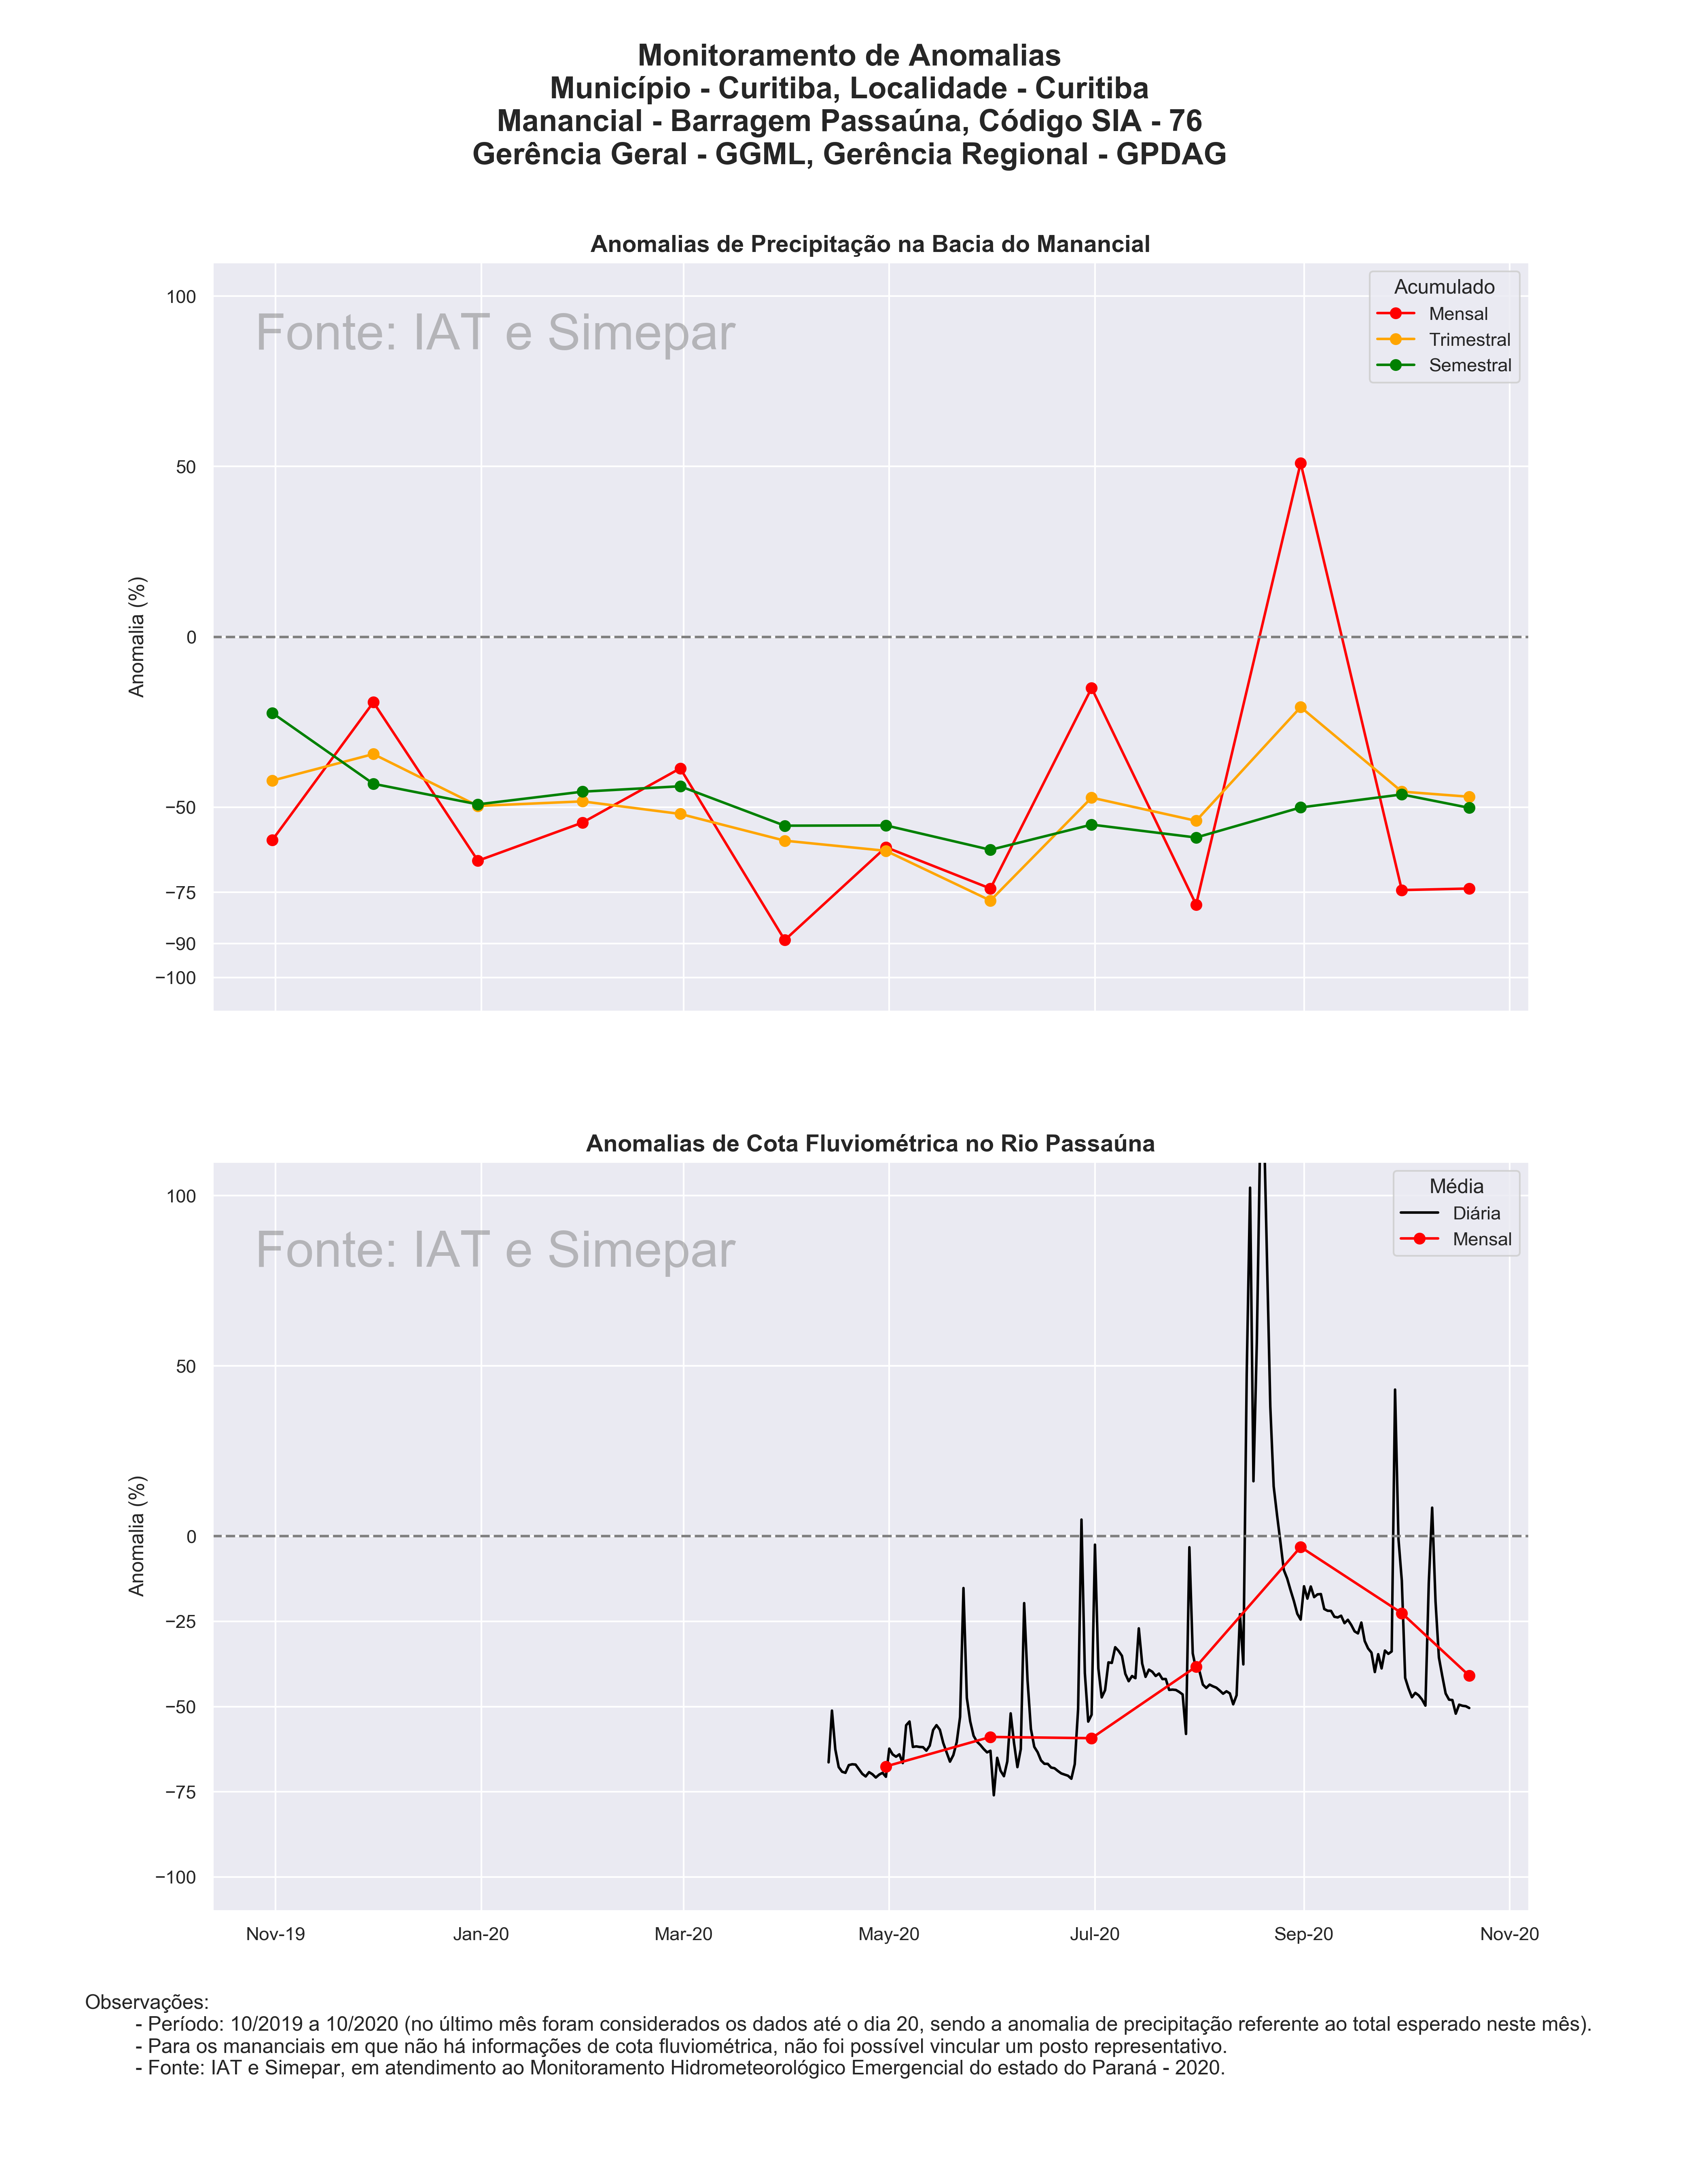 Monitoramento de Anomalias
Município - Curitiba, Localidade - Curitiba
Manancial - Barragem Passaúna, Código SIA - 76
Gerência Geral - GGML, Gerência Regional - GPDAG
Anomalias de Precipitação na Bacia do Manancial
Fonte: IAT e Simepar
Acumulado
Mensal
Trimestral
Semestral
Anomalia (%)
100
50
0
−50
−75
−90
−100
Anomalias de Cota Fluviométrica no Rio Passaúna
Fonte: IAT e Simepar
Média
Diária
Mensal
Anomalia (%)
100
50
0
−25
−50
−75
−100
Nov-19 Jan-20 Mar-20 May-20 Jul-20 Sep-20 Nov-20
Observações:
- Período: 10/2019 a 10/2020 (no último mês foram considerados os dados até o dia 20, sendo a anomalia de precipitação referente ao total esperado neste mês).
- Para os mananciais em que não há informações de cota fluviométrica, não foi possível vincular um posto representativo.
- Fonte: IAT e Simepar, em atendimento ao Monitoramento Hidrometeorológico Emergencial do estado do Paraná - 2020.